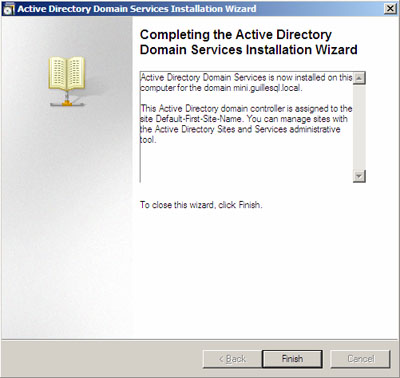 Active Directory Domain Services Installation Wizard
Completing the Active Directory
Domain Services Installation Wizard
Active Directory Domain Services is now installed on this
computer for the domain mini.guillesql.local.
This Active Directory domain controller is assigned to the
site Default-First-Site-Name. You can manage sites with
the Active Directory Sites and Services administrative
tool.
To close this wizard, click Finish.
< Back
Finish
Cancel